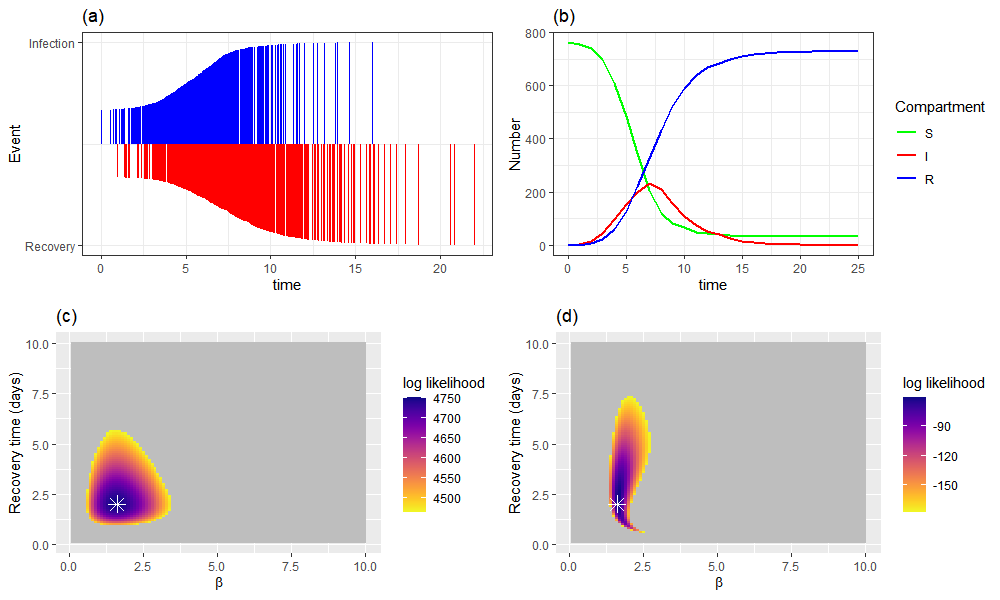 (a)
Infection
Event
Recovery
0 5 10 15 20
time
(b)
800
600
400
200
0
Number
0 5 10 15 20 25
time
Compartment
S
I
R
(c)
10.0
7.5
5.0
2.5
0.0
Recovery time (days)
0.0 2.5 5.0 7.5 10.0
β
log likelihood
4750
4700
4650
4600
4550
4500
(d)
10.0
7.5
5.0
2.5
0.0
Recovery time (days)
0.0 2.5 5.0 7.5 10.0
β
log likelihood
-90
-120
-150